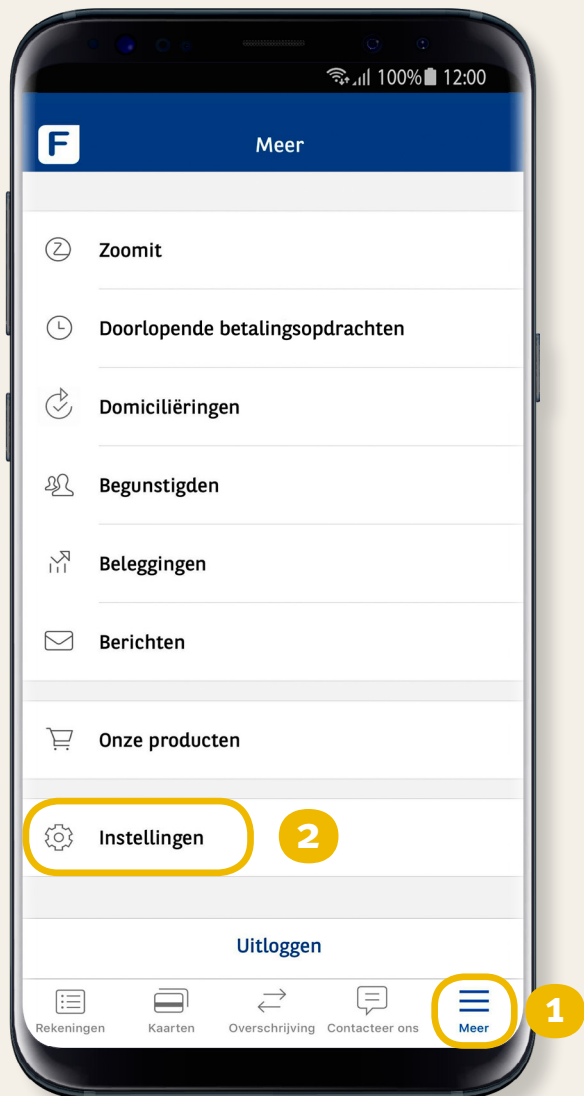 100% 12:00
F
Meer
Zoomit
Doorlopende betalingsopdrachten
Domiciliëringen
Begunstigden
Beleggingen
Berichten
Onze producten
Instellingen
2
Uitloggen
Rekeningen Kaarten Overschrijving Contacteer ons Meer
1